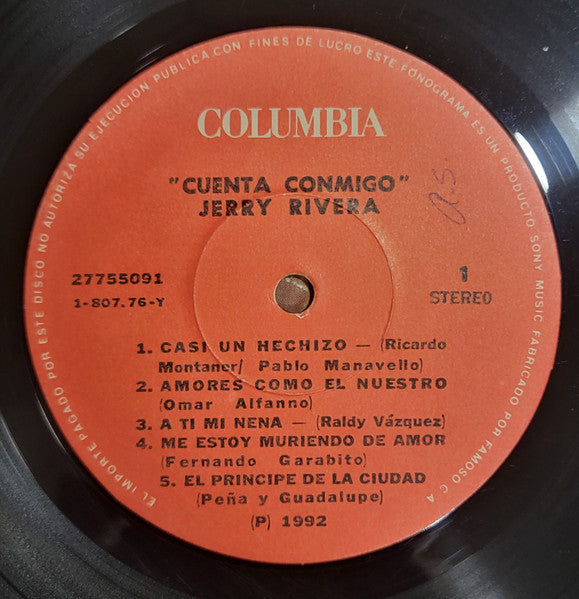 EL IMPORTE PAGADO POR ESTE DISCO NO AUTORIZA SU EJECUCION PUBLICA CON FINES DE LUCRO ESTE FONOGRAMA ES UN PRODUCTO SONY MUSIC FABRICADO POR FAMOSO C A
COLUMBIA
"CUENTA CONMIGO"
JERRY RIVERA
a.s.
27755091
1-807.76-Y
1
STEREO
1. CASI UN HECHIZO — (Ricardo
Montaner/ Pablo Manavello)
2. AMORES COMO EL NUESTRO
(Omar Alfanno)
3. A TI MI NENA — (Raldy Vázquez)
4. ME ESTOY MURIENDO DE AMOR
(Fernando Garabito)
5. EL PRINCIPE DE LA CIUDAD
(Peña y Guadalupe)
(P) 1992